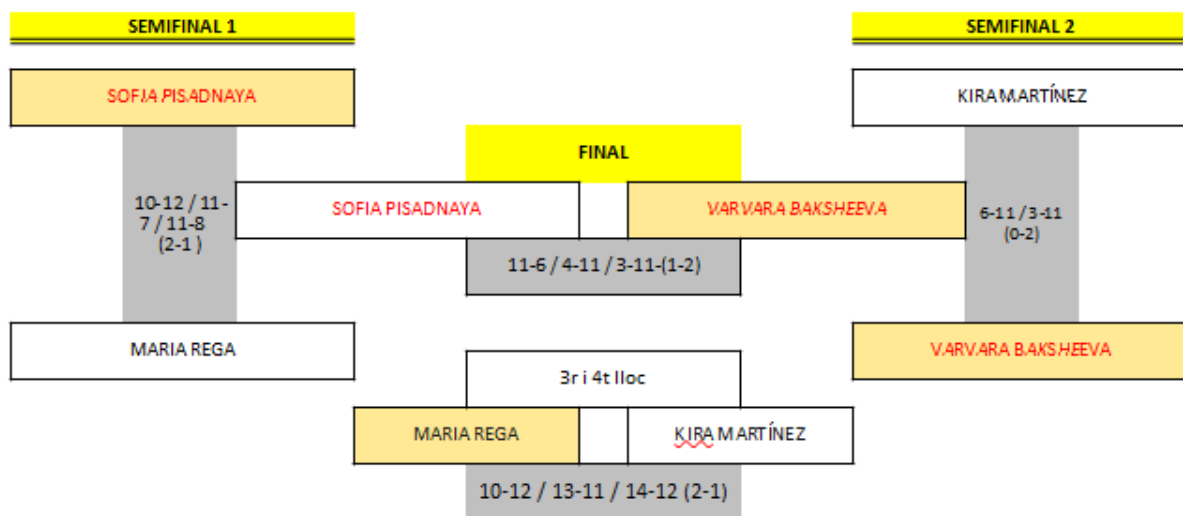 SEMIFINAL 1
SEMIFINAL 2
SOFIA PISADNAYA
KIRA MARTÍNEZ
FINAL
10-12 / 11-
7 / 11-8
(2-1 )
SOFIA PISADNAYA
VARVARA BAKSHEEVA
6-11 / 3-11
(0-2)
11-6 / 4-11 / 3-11-(1-2)
MARIA REGA
VARVARA BAKSHEEVA
3r i 4t lloc
MARIA REGA
KIRA MARTÍNEZ
10-12 / 13-11 / 14-12 (2-1)